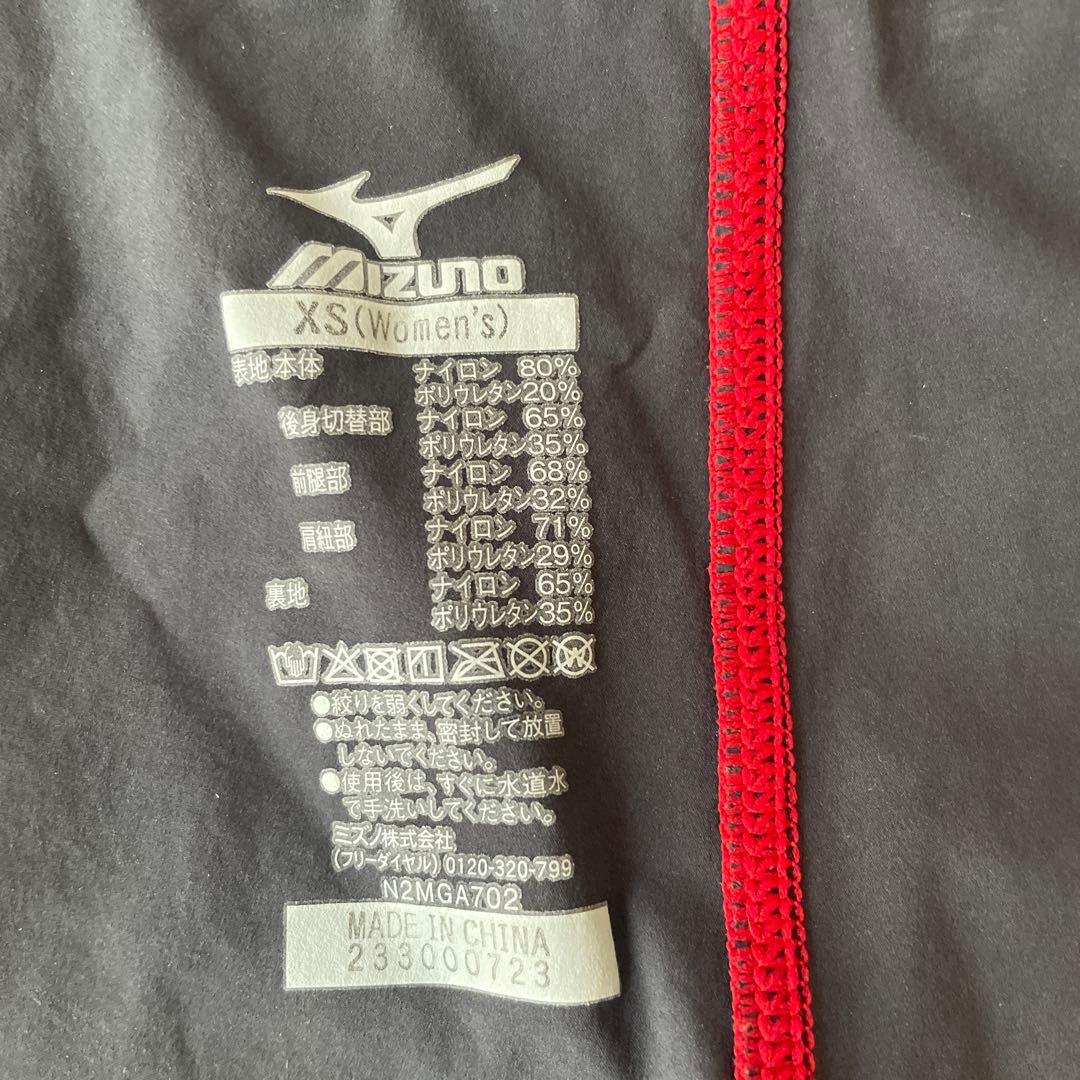 MIZUNO
XS(Women's)
表地 本体 ナイロン 80%
ポリウレタン20%
後身切替部 ナイロン 65%
ポリウレタン35%
前腿部 ナイロン 68%
ポリウレタン32%
肩紐部 ナイロン 71%
ポリウレタン29%
裏地 ナイロン 65%
ポリウレタン35%
●絞りを弱くしてください。
●ぬれたまま、密封して放置
しないでください。
●使用後は、すぐに水道水
で手洗いしてください。
ミズノ株式会社
(フリーダイヤル) 0120-320-799
N2MGA702
MADE IN CHINA
233000723